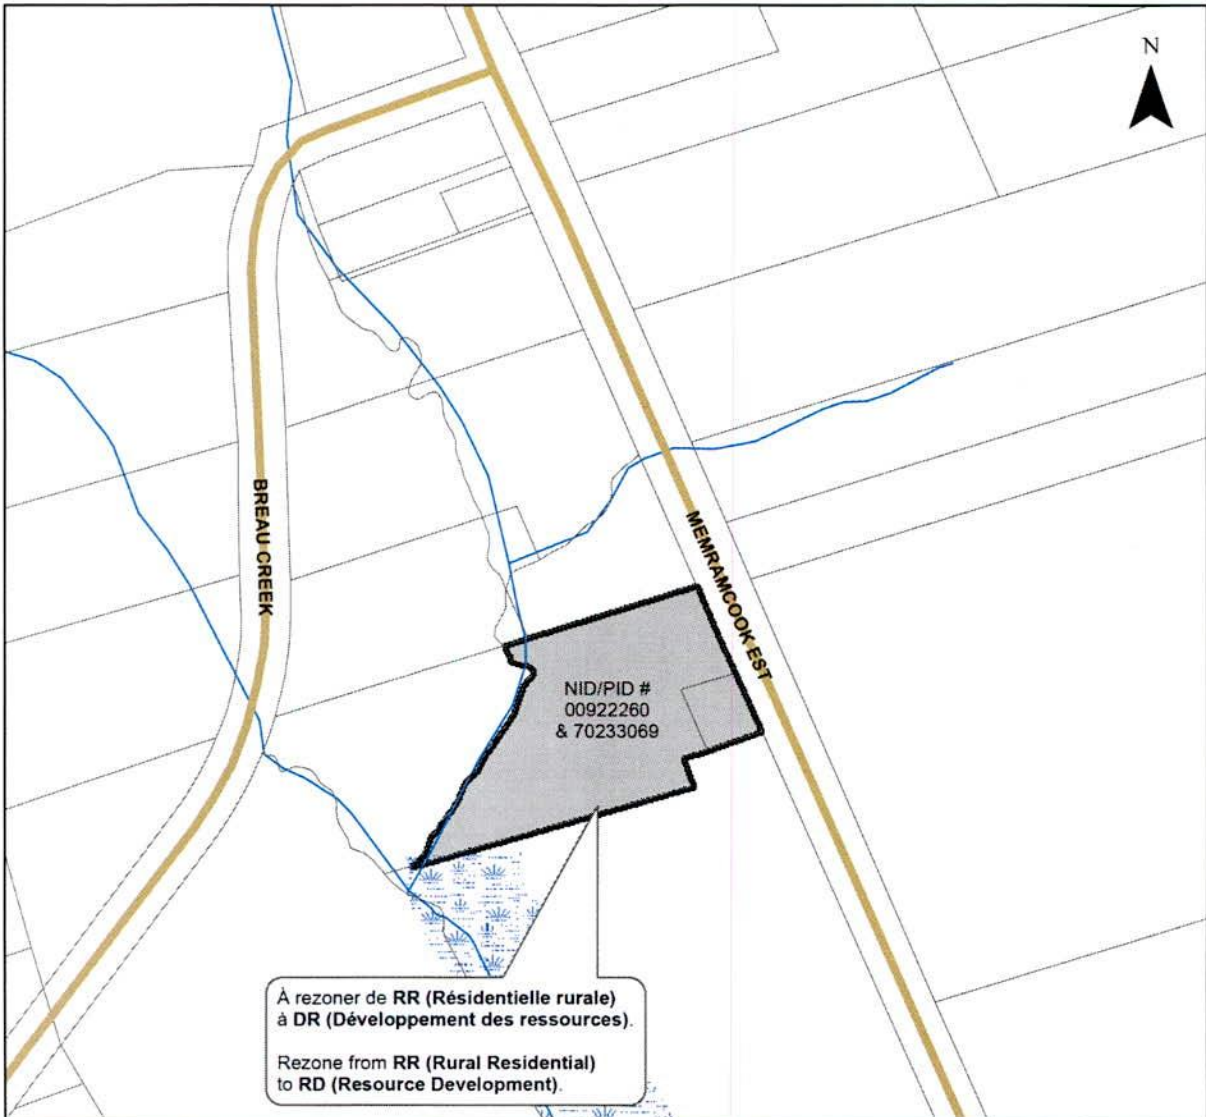 N
BREAU CREEK
MEMRAMCOOK EST
NID/PID #
00922260
& 70233069
À rezoner de RR (Résidentielle rurale)
à DR (Développement des ressources).
Rezone from RR (Rural Residential)
to RD (Resource Development).